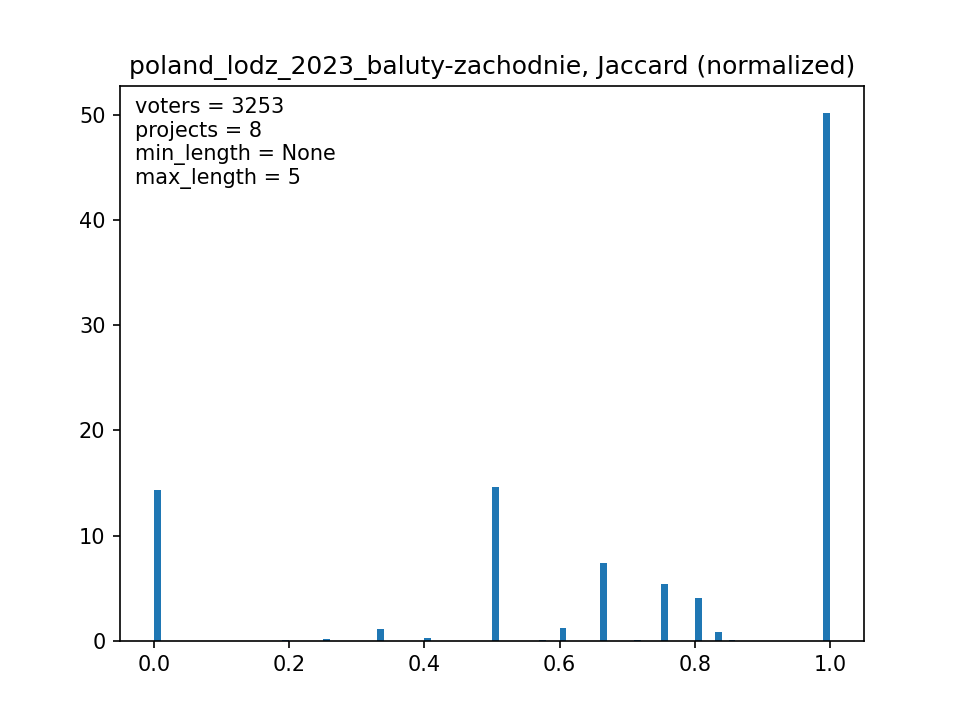 poland_lodz_2023_baluty-zachodnie, Jaccard (normalized)
voters = 3253
projects = 8
min_length = None
max_length = 5
50
40
30
20
10
0
0.0 0.2 0.4 0.6 0.8 1.0